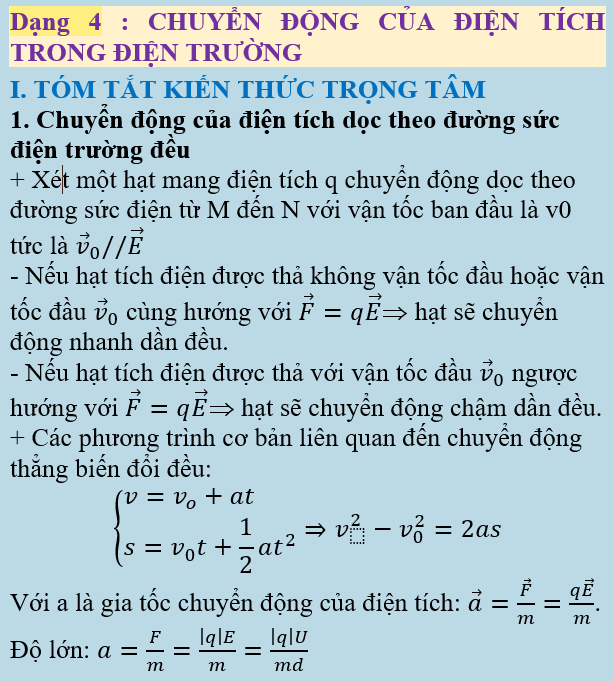 Dạng 4 : CHUYỂN ĐỘNG CỦA ĐIỆN TÍCH
TRONG ĐIỆN TRƯỜNG
I. TÓM TẮT KIẾN THỨC TRỌNG TÂM
1. Chuyển động của điện tích dọc theo đường sức
điện trường đều
+ Xét một hạt mang điện tích q chuyển động dọc theo
đường sức điện từ M đến N với vận tốc ban đầu là v0
tức là $\vec{v}_0 // \vec{E}$
- Nếu hạt tích điện được thả không vận tốc đầu hoặc vận
tốc đầu $\vec{v}_0$ cùng hướng với $\vec{F} = q\vec{E} \Rightarrow$ hạt sẽ chuyển
động nhanh dần đều.
- Nếu hạt tích điện được thả với vận tốc đầu $\vec{v}_0$ ngược
hướng với $\vec{F} = q\vec{E} \Rightarrow$ hạt sẽ chuyển động chậm dần đều.
+ Các phương trình cơ bản liên quan đến chuyển động
thẳng biến đổi đều:
$\begin{cases} v = v_o + at \\ s = v_0t + \frac{1}{2}at^2 \end{cases} \Rightarrow v_{⬚}^2 - v_0^2 = 2as$
Với a là gia tốc chuyển động của điện tích: $\vec{a} = \frac{\vec{F}}{m} = \frac{q\vec{E}}{m}$.
Độ lớn: $a = \frac{F}{m} = \frac{|q|E}{m} = \frac{|q|U}{md}$